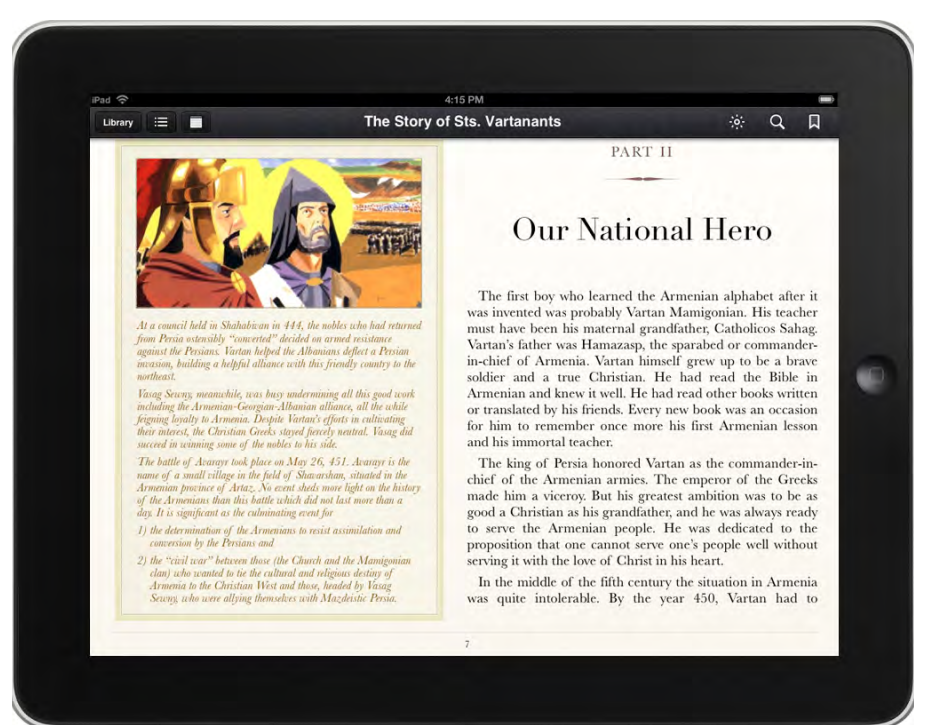 iPad
4:15 PM
Library
The Story of Sts. Vartanants
At a council held in Shahabiwan in 444, the nobles who had returned
from Persia ostensibly "converted" decided on armed resistance
against the Persians. Vartan helped the Albanians deflect a Persian
invasion, building a helpful alliance with this friendly country to the
northeast.
Vasag Sewny, meanwhile, was busy undermining all this good work
including the Armenian-Georgian-Albanian alliance, all the while
feigning loyalty to Armenia. Despite Vartan's efforts in cultivating
their interest, the Christian Greeks stayed fiercely neutral. Vasag did
succeed in winning some of the nobles to his side.
The battle of Avarayr took place on May 26, 451. Avarayr is the
name of a small village in the field of Shavarshan, situated in the
Armenian province of Artaz. No event sheds more light on the history
of the Armenians than this battle which did not last more than a
day. It is significant as the culminating event for
1) the determination of the Armenians to resist assimilation and
conversion by the Persians and
2) the "civil war" between those (the Church and the Mamigonian
clan) who wanted to tie the cultural and religious destiny of
Armenia to the Christian West and those, headed by Vasag
Sewny, who were allying themselves with Mazdeistic Persia.
PART II
Our National Hero
The first boy who learned the Armenian alphabet after it
was invented was probably Vartan Mamigonian. His teacher
must have been his maternal grandfather, Catholicos Sahag.
Vartan's father was Hamazasp, the sparabed or commander-
in-chief of Armenia. Vartan himself grew up to be a brave
soldier and a true Christian. He had read the Bible in
Armenian and knew it well. He had read other books written
or translated by his friends. Every new book was an occasion
for him to remember once more his first Armenian lesson
and his immortal teacher.
The king of Persia honored Vartan as the commander-in-
chief of the Armenian armies. The emperor of the Greeks
made him a viceroy. But his greatest ambition was to be as
good a Christian as his grandfather, and he was always ready
to serve the Armenian people. He was dedicated to the
proposition that one cannot serve one's people well without
serving it with the love of Christ in his heart.
In the middle of the fifth century the situation in Armenia
was quite intolerable. By the year 450, Vartan had to
7